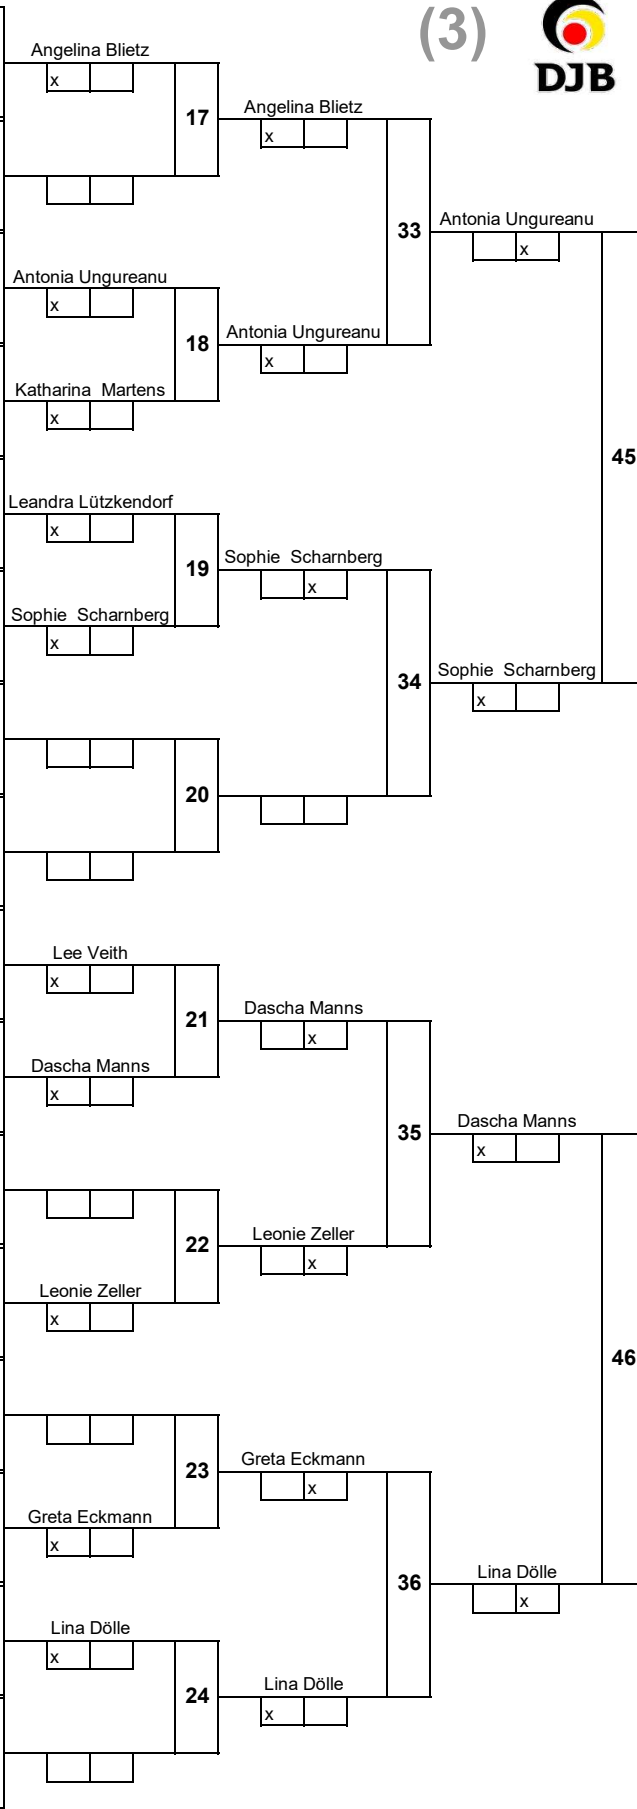 (3)
DJB
Angelina Blietz
x
17
Angelina Blietz
x
33
Antonia Ungureanu
x
Antonia Ungureanu
x
18
Antonia Ungureanu
x
Katharina Martens
x
45
Leandra Lützkendorf
x
19
Sophie Scharnberg
x
Sophie Scharnberg
x
34
Sophie Scharnberg
x
20
Lee Veith
x
21
Dascha Manns
x
Dascha Manns
x
35
Dascha Manns
x
22
Leonie Zeller
x
Leonie Zeller
x
46
23
Greta Eckmann
x
Greta Eckmann
x
36
Lina Dölle
x
Lina Dölle
x
24
Lina Dölle
x